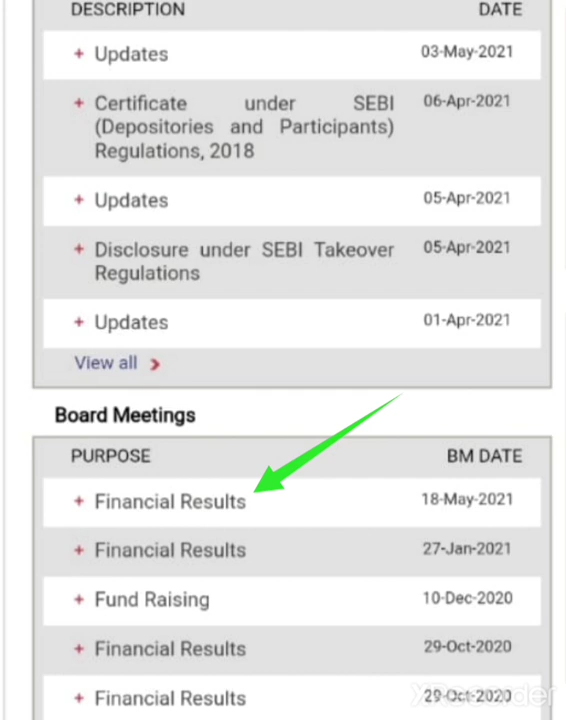 DESCRIPTION DATE
+ Updates 03-May-2021
+ Certificate under SEBI 06-Apr-2021
(Depositories and Participants)
Regulations, 2018
+ Updates 05-Apr-2021
+ Disclosure under SEBI Takeover 05-Apr-2021
Regulations
+ Updates 01-Apr-2021
View all
Board Meetings
PURPOSE BM DATE
+ Financial Results 18-May-2021
+ Financial Results 27-Jan-2021
+ Fund Raising 10-Dec-2020
+ Financial Results 29-Oct-2020
+ Financial Results 29-Oct-2020
XRecorder